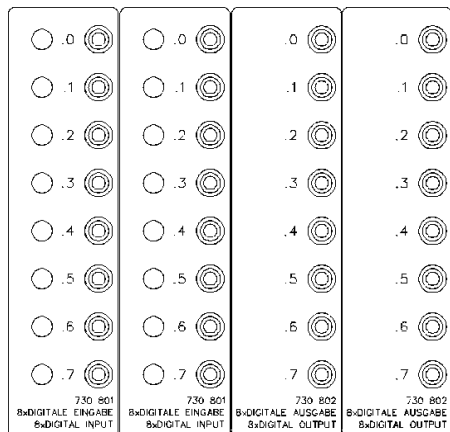 .0 .0 .0 .0
.1 .1 .1 .1
.2 .2 .2 .2
.3 .3 .3 .3
.4 .4 .4 .4
.5 .5 .5 .5
.6 .6 .6 .6
.7 .7 .7 .7
730 801 730 801 730 802 730 802
8xDIGITALE EINGABE 8xDIGITALE EINGABE 8xDIGITALE AUSGABE 8xDIGITALE AUSGABE
8xDIGITAL INPUT 8xDIGITAL INPUT 8xDIGITAL OUTPUT 8xDIGITAL OUTPUT